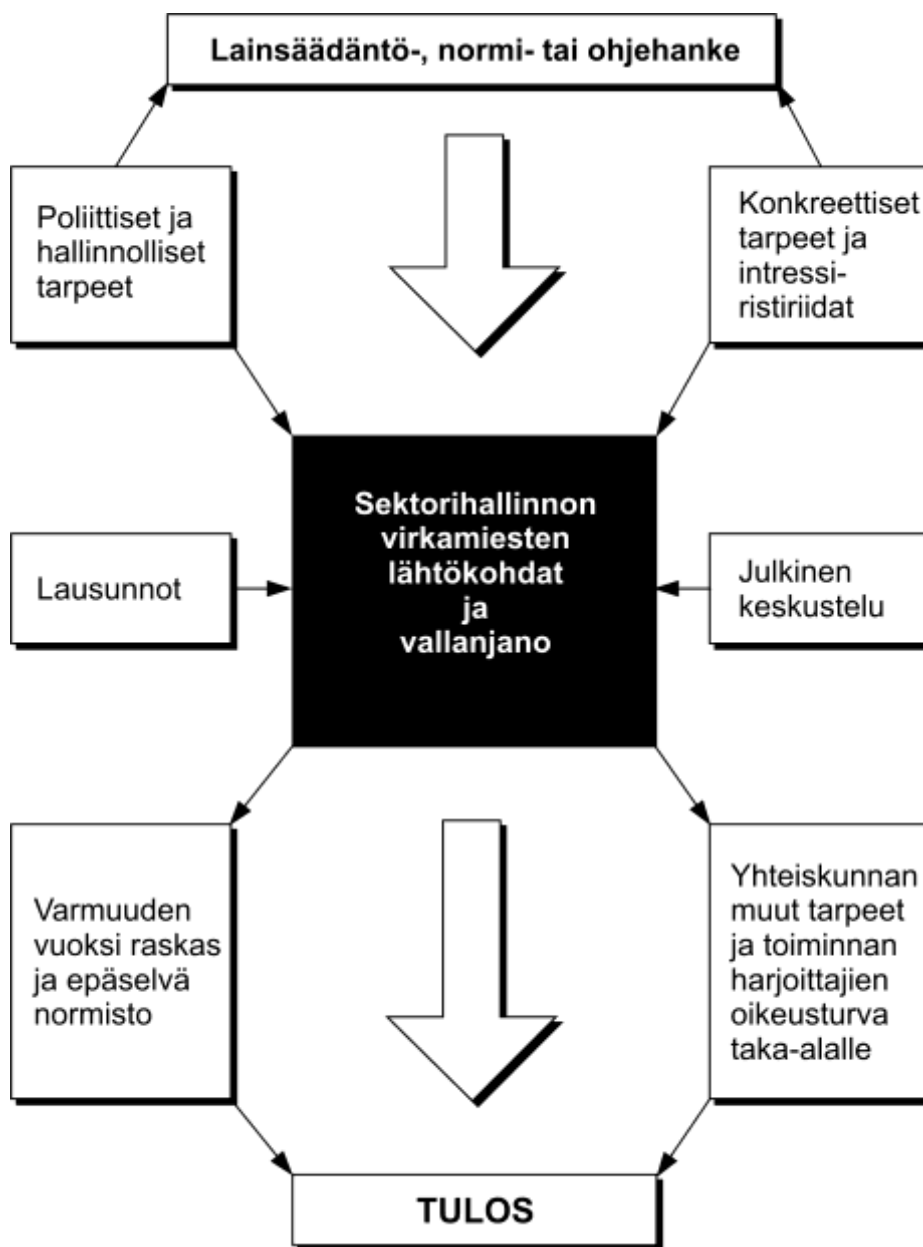 Lainsäädäntö-, normi- tai ohjehanke
Poliittiset ja
hallinnolliset
tarpeet
Konkreettiset
tarpeet ja
intressi-
ristiriidat
Sektorihallinnon
virkamiesten
lähtökohdat
ja
vallanjano
Lausunnot
Julkinen
keskustelu
Varmuuden
vuoksi raskas
ja epäselvä
normisto
Yhteiskunnan
muut tarpeet
ja toiminnan
harjoittajien
oikeusturva
taka-alalle
TULOS